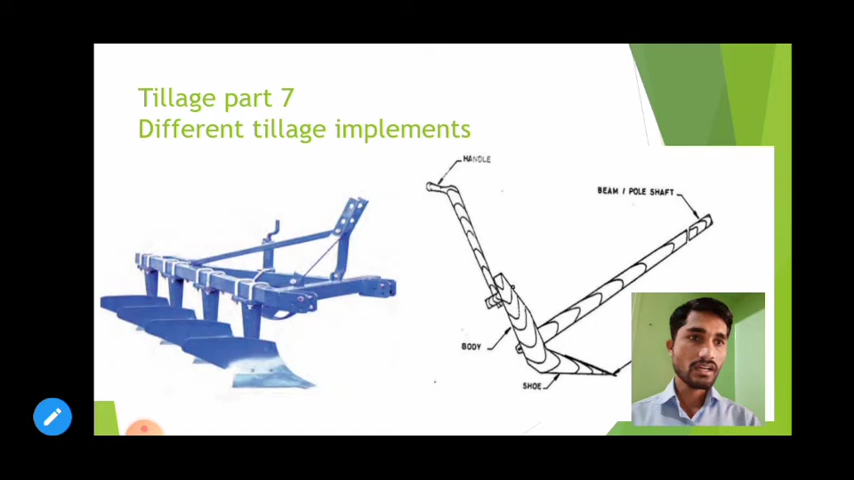 Tillage part 7
Different tillage implements
HANDLE
BEAM / POLE SHAFT
BODY
SHOE